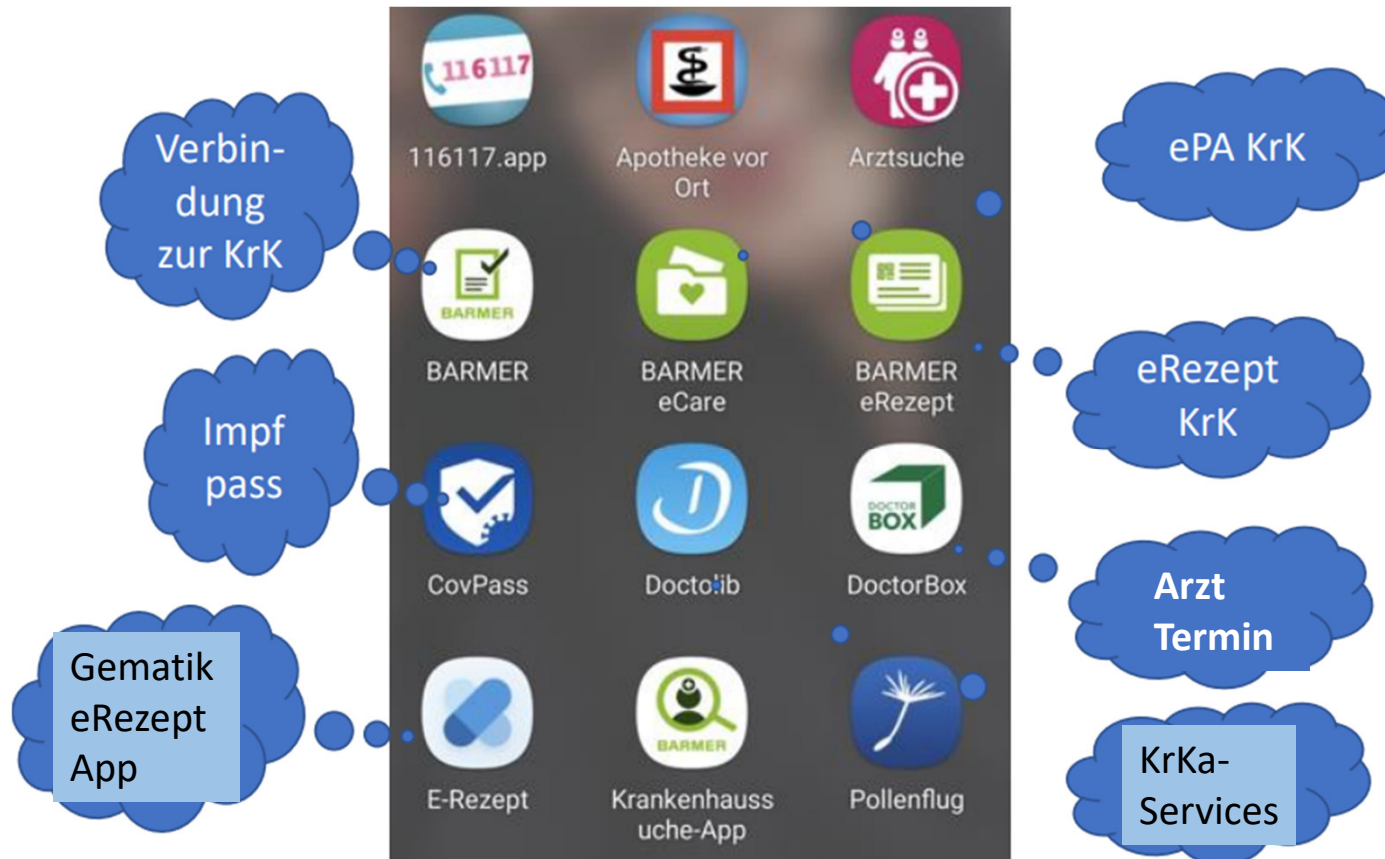 116117
116117.app
Apotheke vor
Ort
Arztsuche
Verbin-
dung
zur KrK
ePA KrK
BARMER
BARMER
BARMER
eCare
BARMER
eRezept
eRezept
KrK
Impf
pass
CovPass
Doctolib
DOCTOR
BOX
DoctorBox
Arzt
Termin
Gematik
eRezept
App
E-Rezept
BARMER
Krankenhauss
uche-App
Pollenflug
KrKa-
Services